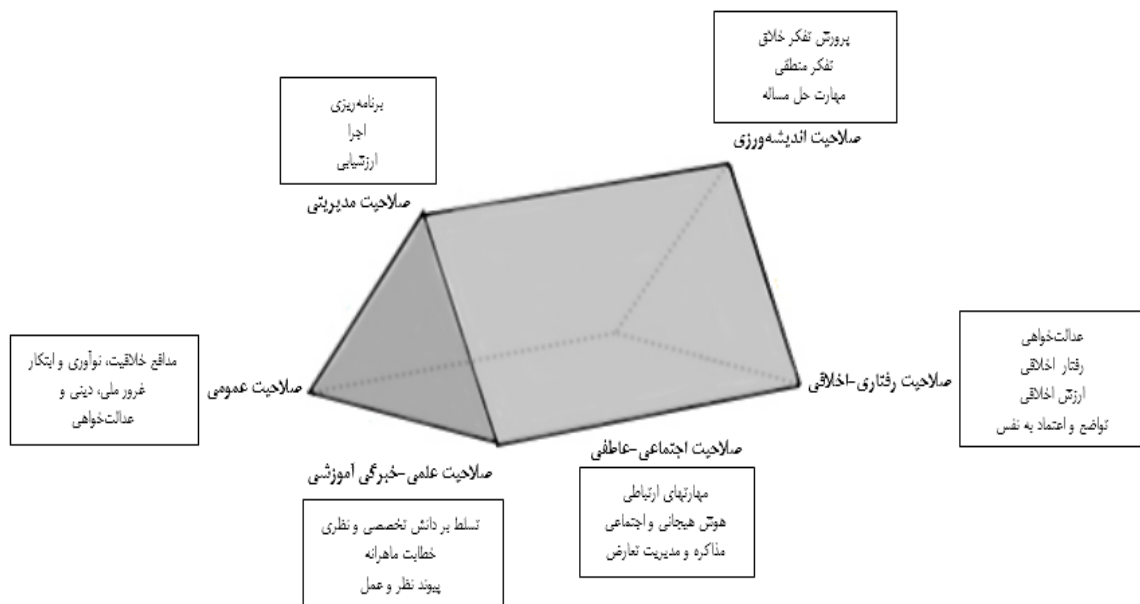 پرورش تفکر خلاق
تفکر منطقی
مهارت حل مساله
صلاحیت اندیشه‌ورزی
برنامه‌ریزی
اجرا
ارزشیابی
صلاحیت مدیریتی
عدالت‌خواهی
رفتار اخلاقی
ارزش اخلاقی
تواضع و اعتماد به نفس
صلاحیت رفتاری-اخلاقی
مدافع خلاقیت، نوآوری و ابتکار
غرور ملی، دینی و
عدالت‌خواهی
صلاحیت عمومی
صلاحیت اجتماعی-عاطفی
مهارتهای ارتباطی
هوش هیجانی و اجتماعی
مذاکره و مدیریت تعارض
صلاحیت علمی-خبرگی آموزشی
تسلط بر دانش تخصصی و نظری
خطابت ماهرانه
پیوند نظر و عمل